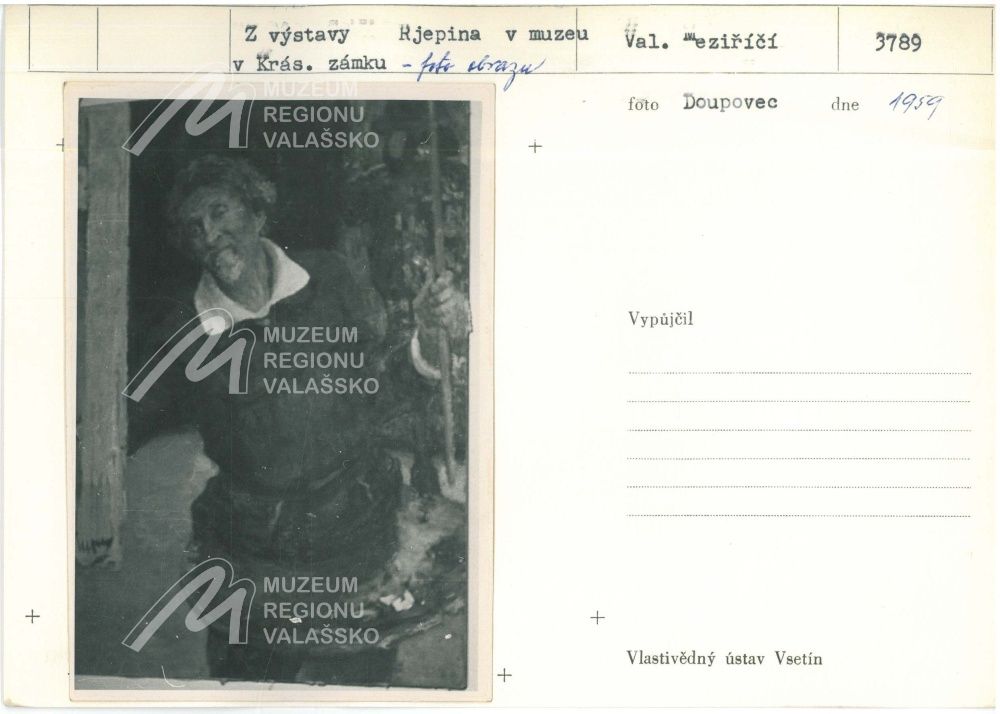 Z výstavy Rjepina v muzeu
v Krás. zámku - foto obrazu
Val. Meziříčí
3789
foto Doupovec dne 1959
MUZEUM
REGIONU
VALAŠSKO
MUZEUM
REGIONU
VALAŠSKO
MUZEUM
REGIONU
VALAŠSKO
Vypůjčil
Vlastivědný ústav Vsetín